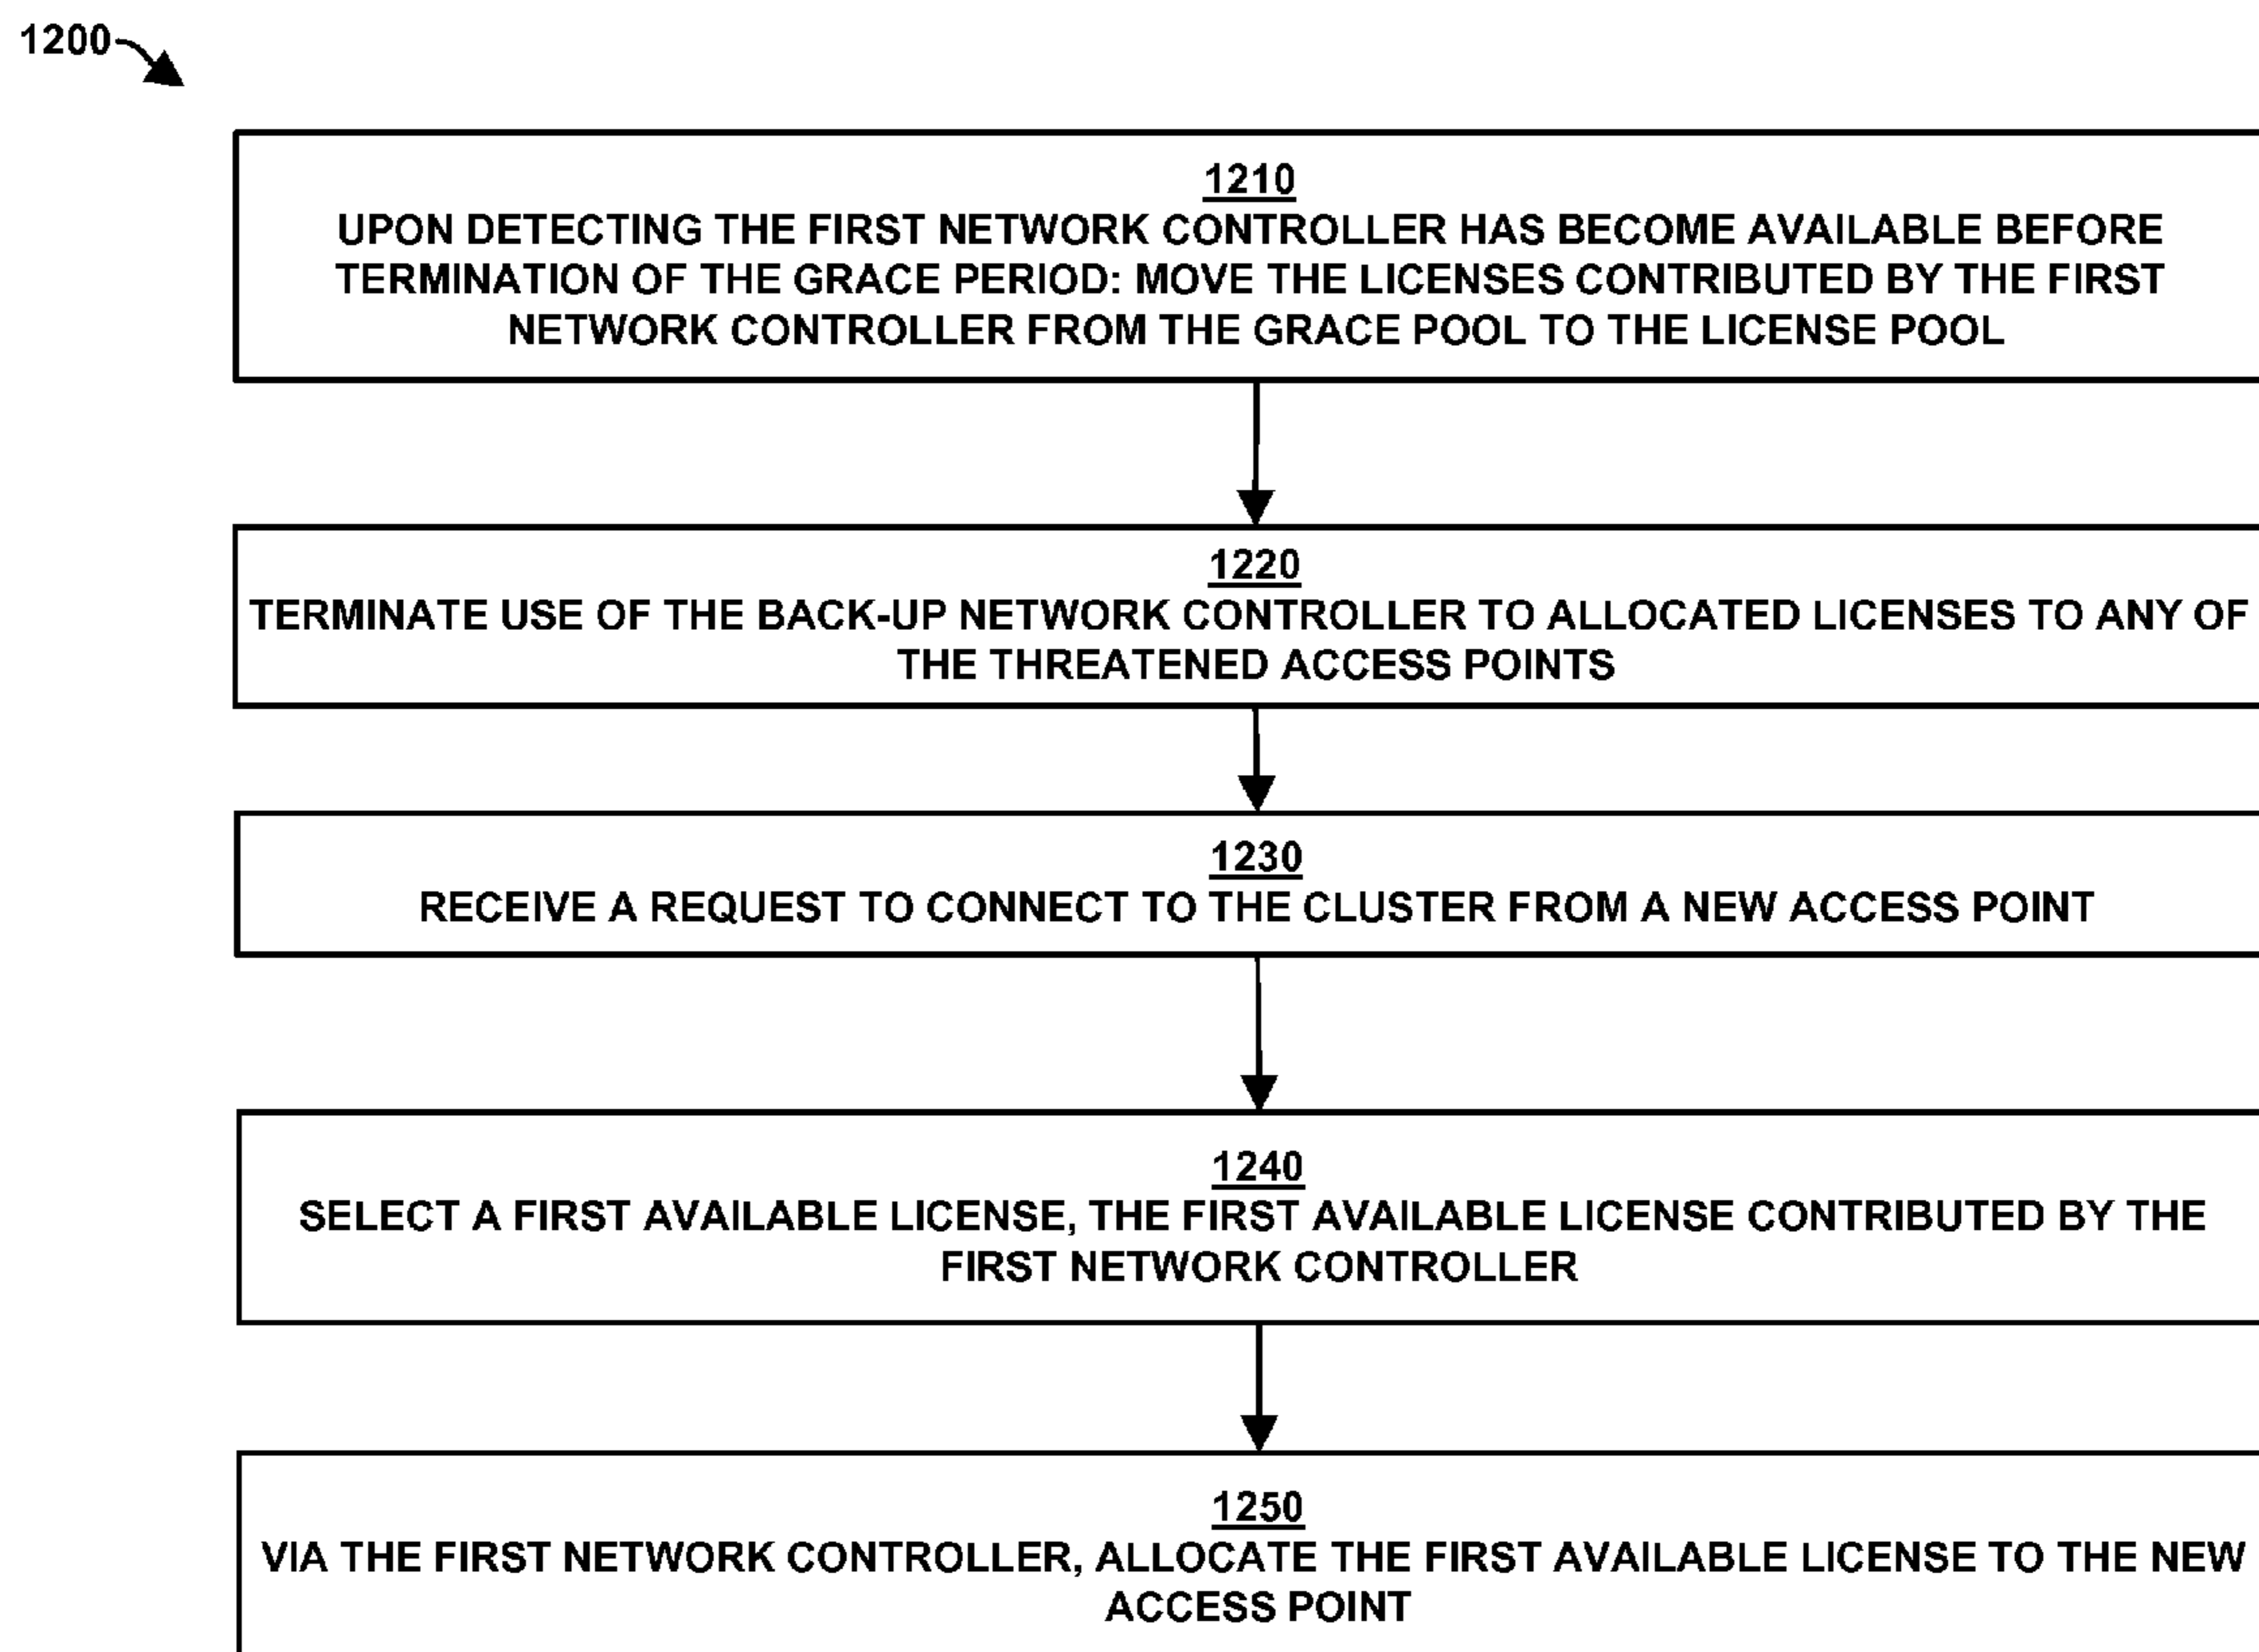 1200
1210
UPON DETECTING THE FIRST NETWORK CONTROLLER HAS BECOME AVAILABLE BEFORE
TERMINATION OF THE GRACE PERIOD: MOVE THE LICENSES CONTRIBUTED BY THE FIRST
NETWORK CONTROLLER FROM THE GRACE POOL TO THE LICENSE POOL
1220
TERMINATE USE OF THE BACK-UP NETWORK CONTROLLER TO ALLOCATED LICENSES TO ANY OF
THE THREATENED ACCESS POINTS
1230
RECEIVE A REQUEST TO CONNECT TO THE CLUSTER FROM A NEW ACCESS POINT
1240
SELECT A FIRST AVAILABLE LICENSE, THE FIRST AVAILABLE LICENSE CONTRIBUTED BY THE
FIRST NETWORK CONTROLLER
1250
VIA THE FIRST NETWORK CONTROLLER, ALLOCATE THE FIRST AVAILABLE LICENSE TO THE NEW
ACCESS POINT